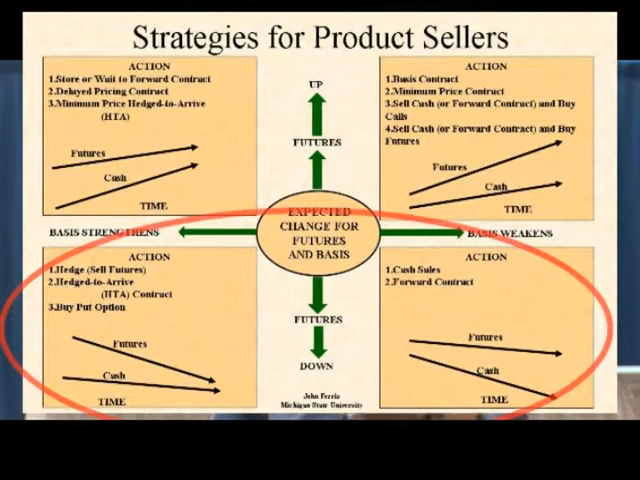 Strategies for Product Sellers
ACTION
1.Store or Wait to Forward Contract
2.Delayed Pricing Contract
3.Minimum Price Hedged-to-Arrive
(HTA)
Futures
Cash
TIME
UP
FUTURES
ACTION
1.Basis Contract
2.Minimum Price Contract
3.Sell Cash (or Forward Contract) and Buy
Calls
4.Sell Cash (or Forward Contract) and Buy
Futures
Futures
Cash
TIME
BASIS STRENGTHENS
EXPECTED
CHANGE FOR
FUTURES
AND BASIS
BASIS WEAKENS
ACTION
1.Hedge (Sell Futures)
2.Hedged-to-Arrive
(HTA) Contract
3.Buy Put Option
Futures
Cash
TIME
FUTURES
DOWN
John Ferris
Michigan State University
ACTION
1.Cash Sales
2.Forward Contract
Futures
Cash
TIME